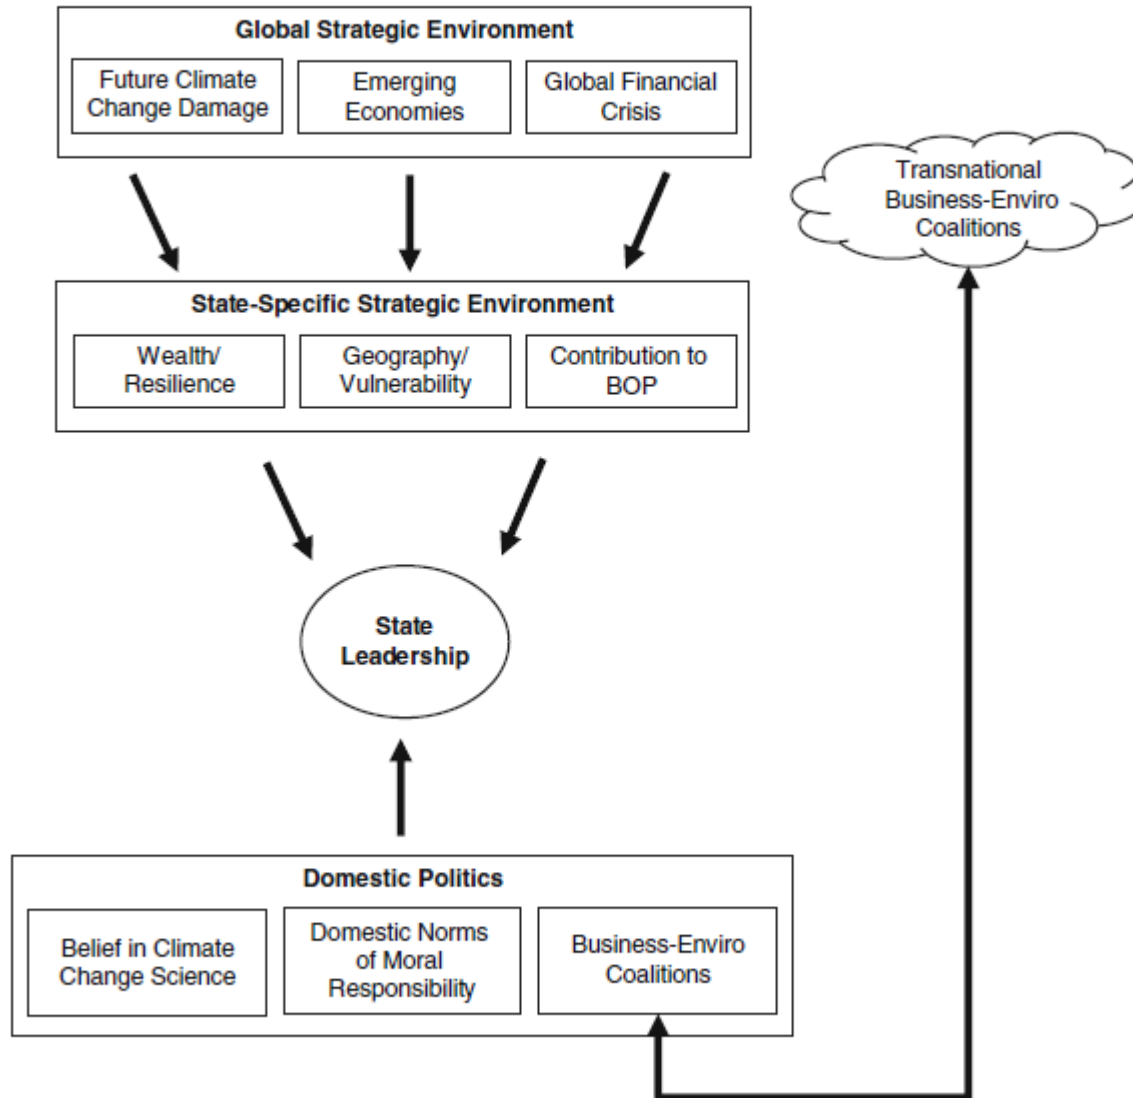 Global Strategic Environment
Future Climate
Change Damage
Emerging
Economies
Global Financial
Crisis
Transnational
Business-Enviro
Coalitions
State-Specific Strategic Environment
Wealth/
Resilience
Geography/
Vulnerability
Contribution to
BOP
State
Leadership
Domestic Politics
Belief in Climate
Change Science
Domestic Norms
of Moral
Responsibility
Business-Enviro
Coalitions